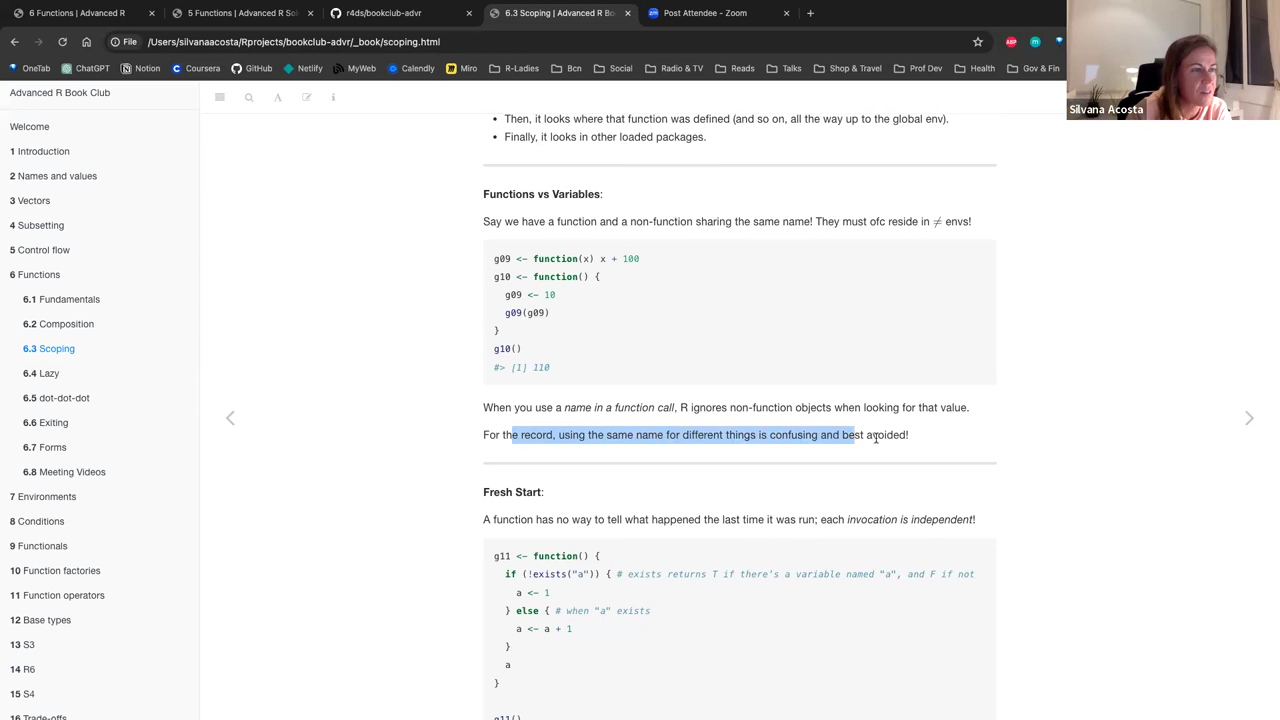 6 Functions | Advanced R Bo
5 Functions | Advanced R Sol
r4ds/bookclub-advr
6.3 Scoping | Advanced R Bo
Post Attendee - Zoom
File
/Users/silvanaacosta/Rprojects/bookclub-advr/_book/scoping.html
ABP
OneTab
ChatGPT
Notion
Coursera
GitHub
Netlify
MyWeb
Calendly
Miro
R-Ladies
Bcn
Social
Radio & TV
Reads
Talks
Shop & Travel
Prof Dev
Health
Gov & Fin
Silvana Acosta
Advanced R Book Club
Welcome
1 Introduction
2 Names and values
3 Vectors
4 Subsetting
5 Control flow
6 Functions
6.1 Fundamentals
6.2 Composition
6.3 Scoping
6.4 Lazy
6.5 dot-dot-dot
6.6 Exiting
6.7 Forms
6.8 Meeting Videos
7 Environments
8 Conditions
9 Functionals
10 Function factories
11 Function operators
12 Base types
13 S3
14 R6
15 S4
16 Trade-offs
• Then, it looks where that function was defined (and so on, all the way up to the global env).
• Finally, it looks in other loaded packages.
Functions vs Variables:
Say we have a function and a non-function sharing the same name! They must ofc reside in ≠ envs!
g09 <- function(x) x + 100
g10 <- function() {
g09 <- 10
g09(g09)
}
g10()
#> [1] 110
When you use a name in a function call, R ignores non-function objects when looking for that value.
For the record, using the same name for different things is confusing and best avoided!
Fresh Start:
A function has no way to tell what happened the last time it was run; each invocation is independent!
g11 <- function() {
if (!exists("a")) { # exists returns T if there's a variable named "a", and F if not
a <- 1
} else { # when "a" exists
a <- a + 1
}
a
}
g11()